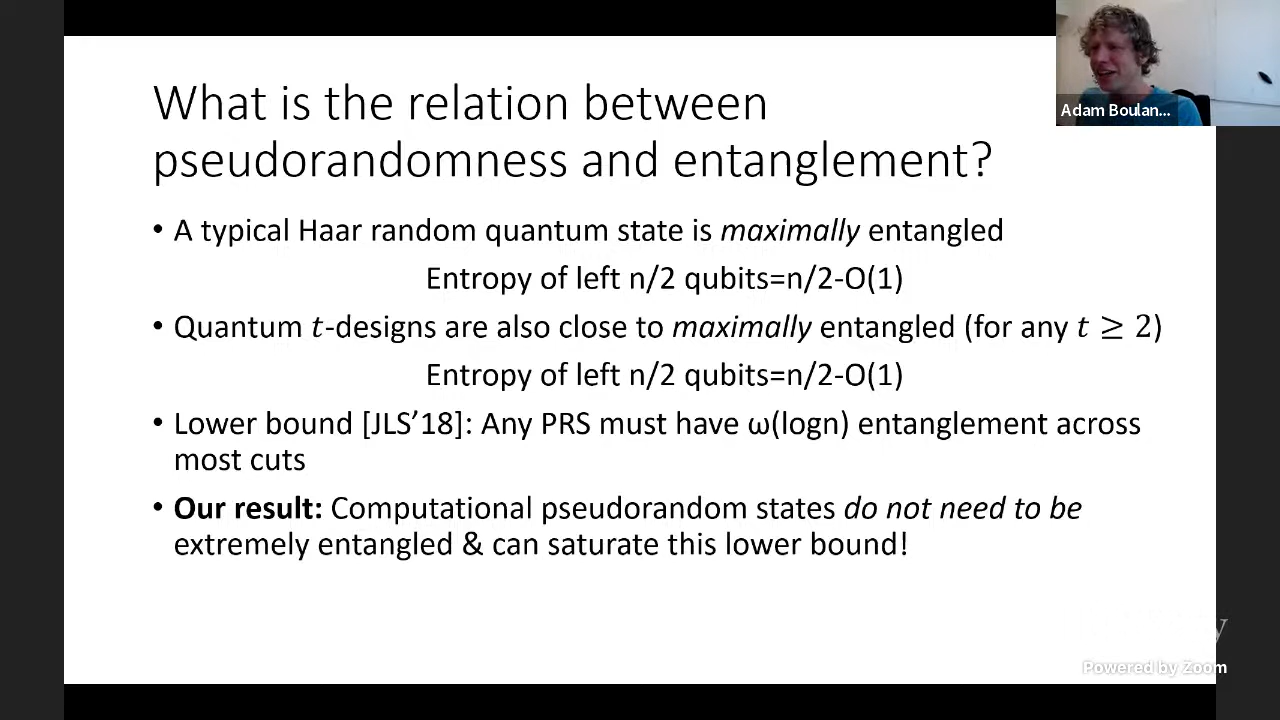 What is the relation between
pseudorandomness and entanglement?
• A typical Haar random quantum state is maximally entangled
Entropy of left n/2 qubits=n/2-O(1)
• Quantum t-designs are also close to maximally entangled (for any t ≥ 2)
Entropy of left n/2 qubits=n/2-O(1)
• Lower bound [JLS’18]: Any PRS must have ω(logn) entanglement across
most cuts
• Our result: Computational pseudorandom states do not need to be
extremely entangled & can saturate this lower bound!
Adam Boulan...
Powered by Zoom